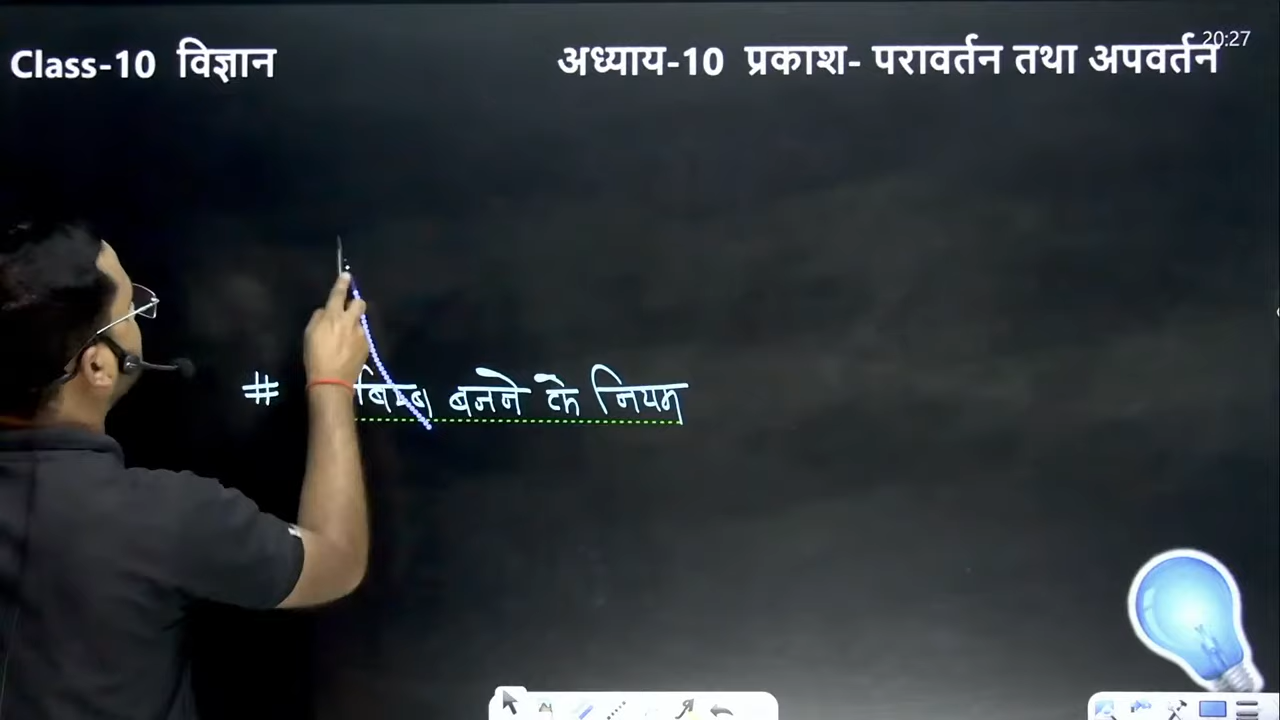 Class-10 विज्ञान
अध्याय-10 प्रकाश- परावर्तन तथा अपवर्तन
20:27
# बिम्ब बनने के नियम